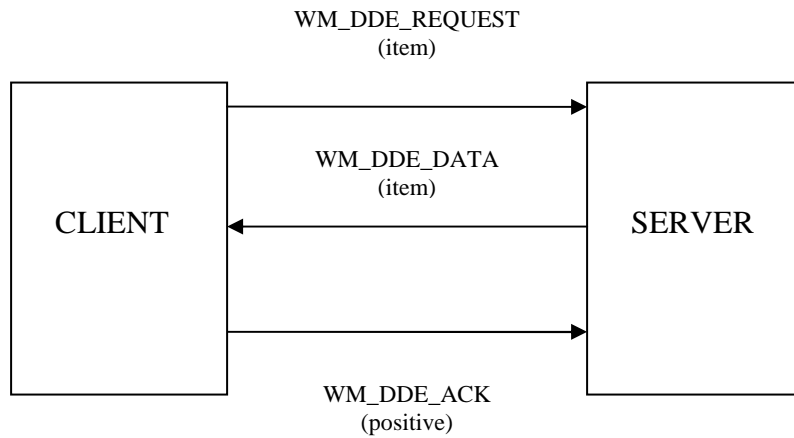 WM_DDE_REQUEST
(item)
WM_DDE_DATA
(item)
CLIENT
SERVER
WM_DDE_ACK
(positive)